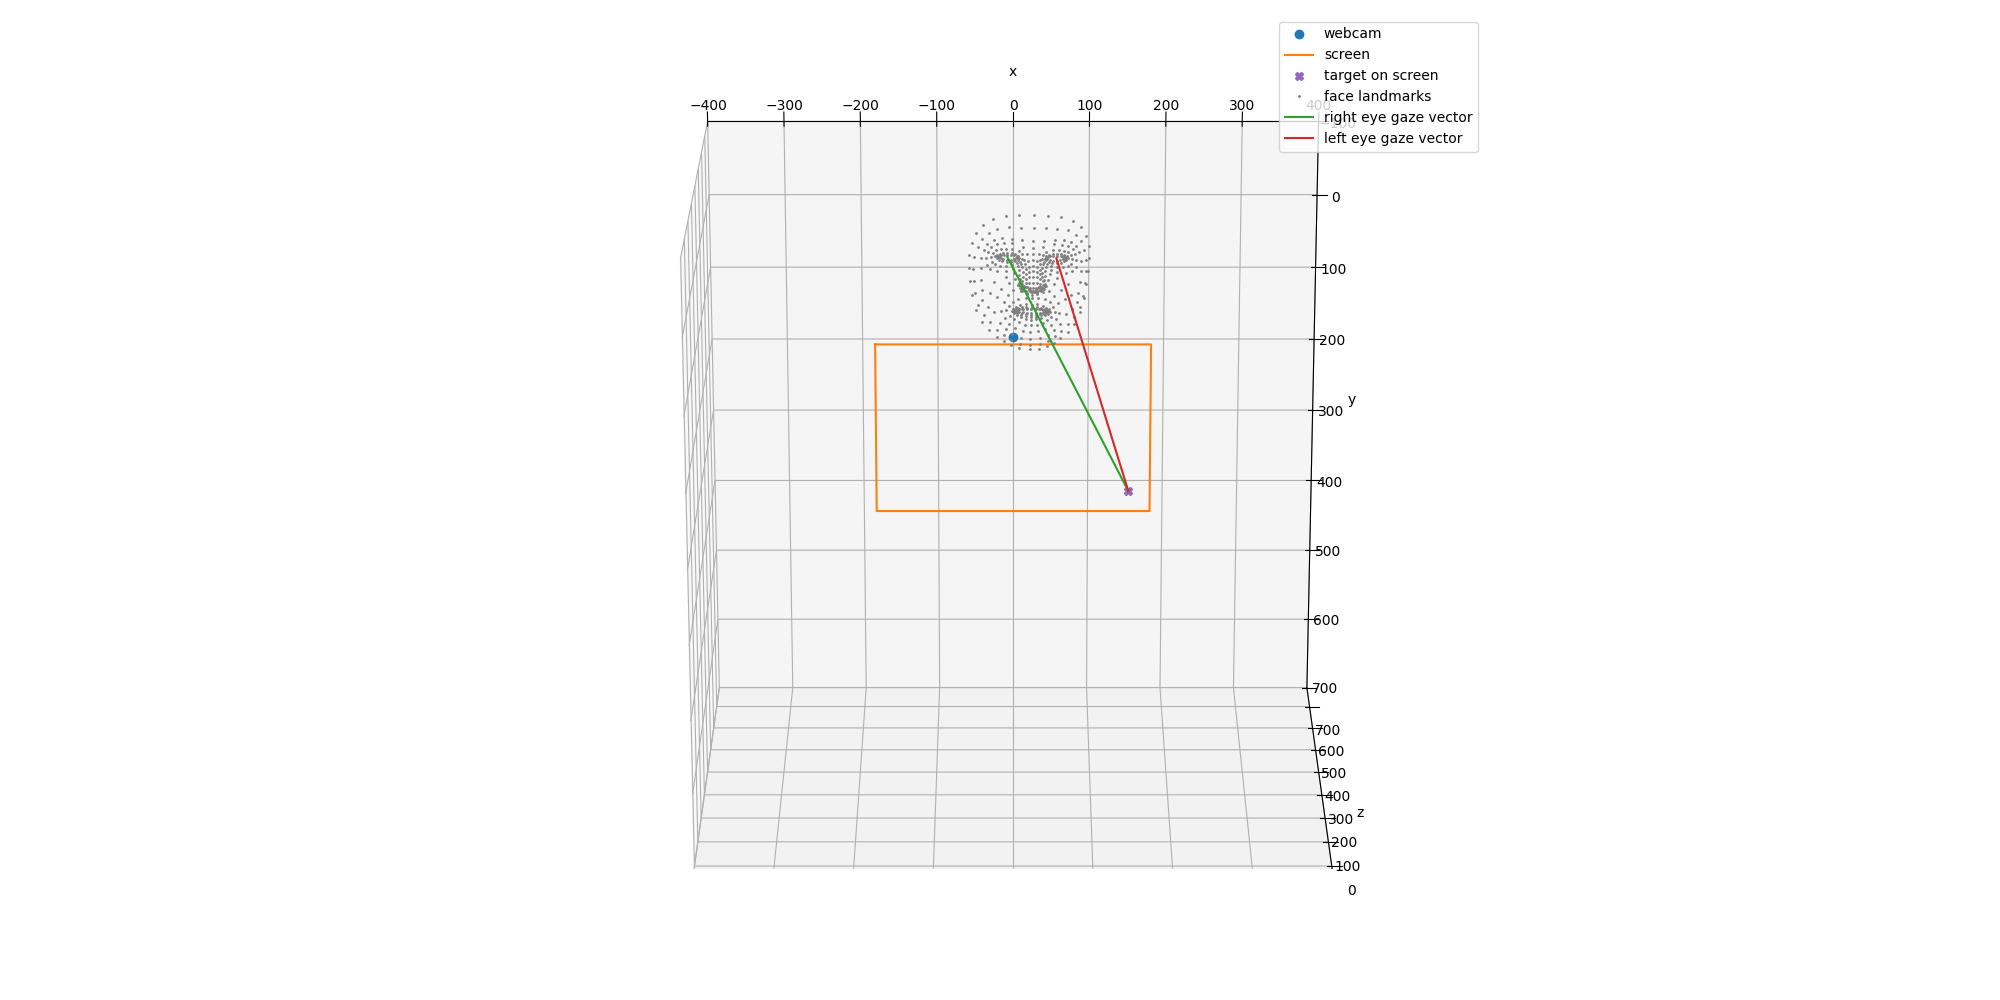 webcam
screen
target on screen
face landmarks
right eye gaze vector
left eye gaze vector
x
−400 −300 −200 −100 0 100 200 300 400
−100
0
100
200
300
y
400
500
600
700
700
600
500
400
300 z
200
100
0